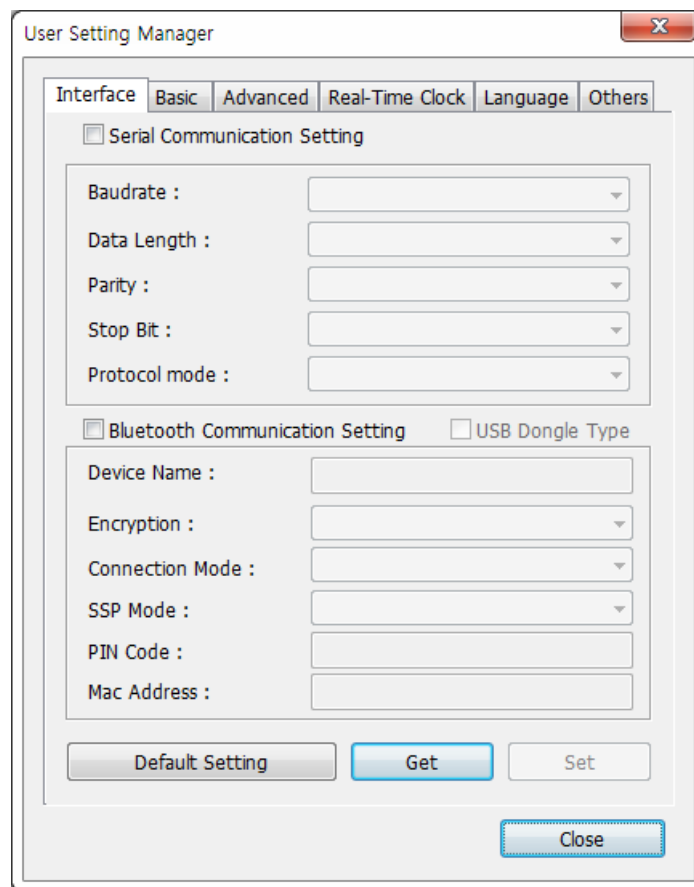 User Setting Manager
Interface Basic Advanced Real-Time Clock Language Others
Serial Communication Setting
Baudrate :
Data Length :
Parity :
Stop Bit :
Protocol mode :
Bluetooth Communication Setting USB Dongle Type
Device Name :
Encryption :
Connection Mode :
SSP Mode :
PIN Code :
Mac Address :
Default Setting Get Set
Close